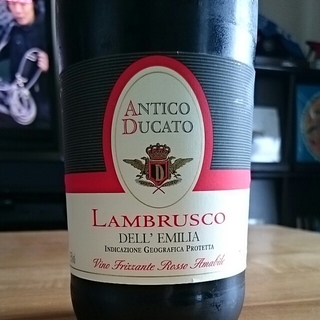 ANTICO
DUCATO
D
LAMBRUSCO
DELL' EMILIA
INDICAZIONE GEOGRAFICA PROTETTA
Vino Frizzante Rosso Amabile